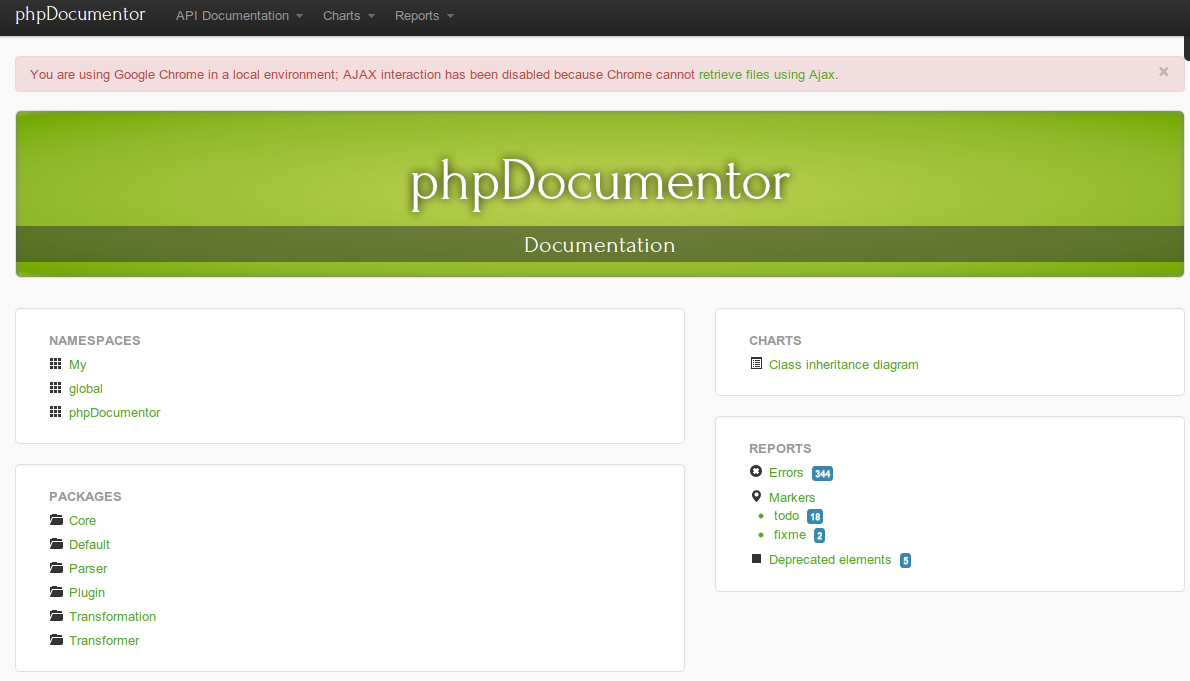 phpDocumentor API Documentation Charts Reports
You are using Google Chrome in a local environment; AJAX interaction has been disabled because Chrome cannot retrieve files using Ajax. ×
phpDocumentor
Documentation
NAMESPACES
My
global
phpDocumentor
PACKAGES
Core
Default
Parser
Plugin
Transformation
Transformer
CHARTS
Class inheritance diagram
REPORTS
Errors 344
Markers
• todo 18
• fixme 2
Deprecated elements 5